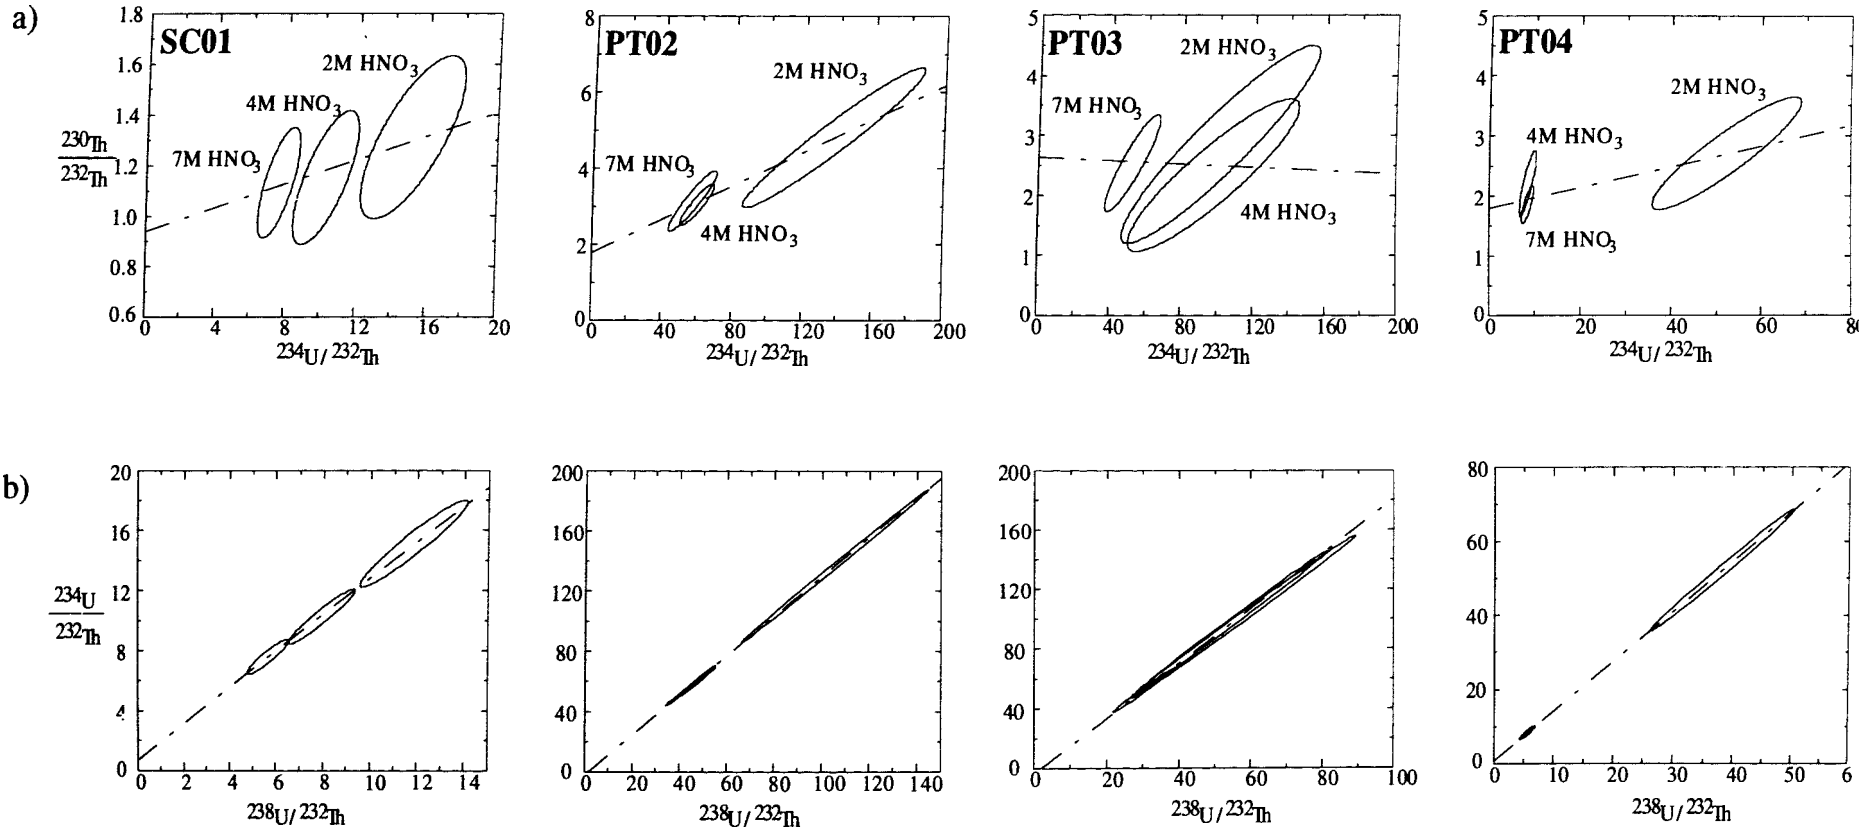 a)
SC01
PT02
PT03
PT04
1.8
1.6
1.4
1.2
1.0
0.8
0.6
230Th
232Th
2M HNO3
4M HNO3
7M HNO3
0 4 8 12 16 20
234U/ 232Th
8
6
4
2
0
2M HNO3
7M HNO3
4M HNO3
0 40 80 120 160 200
234U/ 232Th
5
4
3
2
1
0
2M HNO3
7M HNO3
4M HNO3
0 40 80 120 160 200
234U/ 232Th
5
4
3
2
1
0
2M HNO3
4M HNO3
7M HNO3
0 20 40 60 80
234U/ 232Th
b)
20
16
12
8
4
0
234U
232Th
0 2 4 6 8 10 12 14
238U/ 232Th
200
160
120
80
40
0
0 20 40 60 80 100 120 140
238U/ 232Th
200
160
120
80
40
0
0 20 40 60 80 100
238U/ 232Th
80
60
40
20
0
0 10 20 30 40 50 6
238U/ 232Th